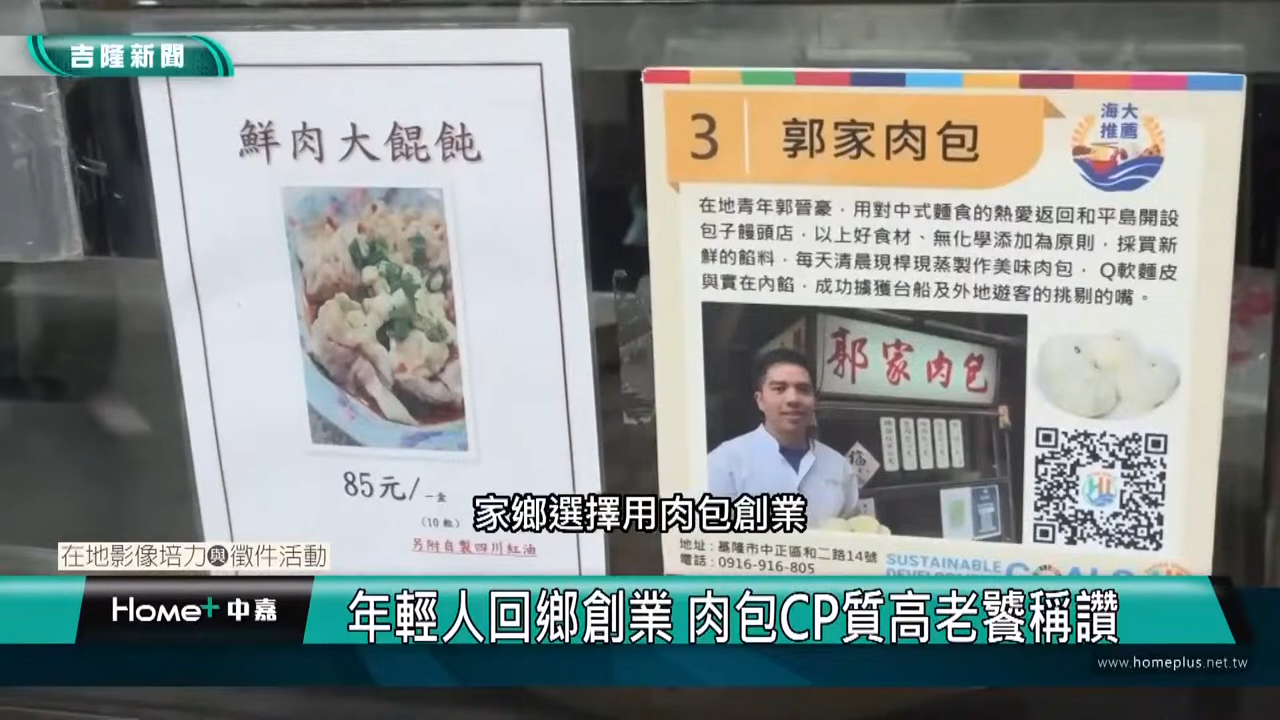 吉隆新聞
鮮肉大餛飩
85元/一盒
(10粒)
另附自製四川紅油
3 郭家肉包
海大
推薦
在地青年郭晉豪，用對中式麵食的熱愛返回和平島開設
包子饅頭店，以上好食材、無化學添加為原則，採買新
鮮的餡料，每天清晨現桿現蒸製作美味肉包，Q軟麵皮
與實在內餡，成功擄獲台船及外地遊客的挑剔的嘴。
郭家肉包
福
地址：基隆市中正區和二路14號
電話：0916-916-805
SUSTAINABLE
家鄉選擇用肉包創業
在地影像培力與徵件活動
Home+中嘉
年輕人回鄉創業 肉包CP質高老饕稱讚
www.homeplus.net.tw